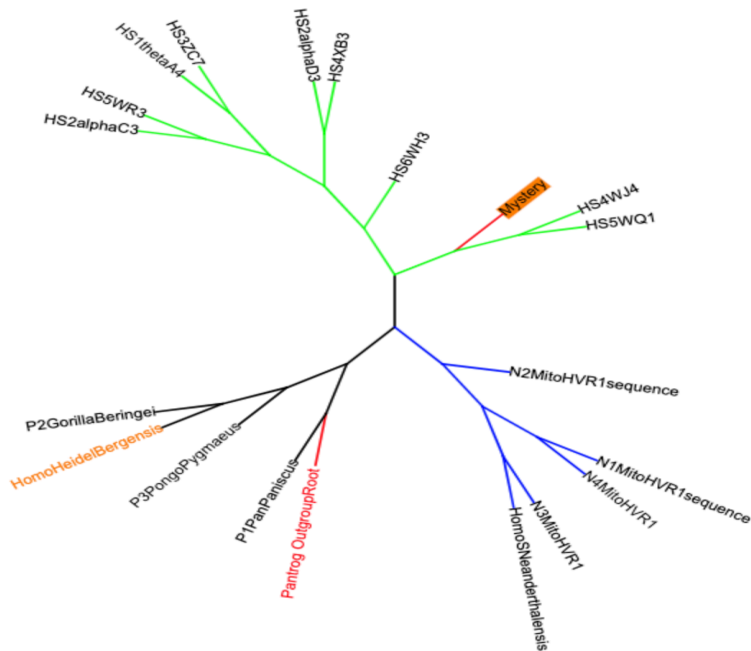 HS2alphaD3
HS4XB3
HS3ZC7
HS1thetaA4
HS5WR3
HS2alphaC3
HS6WH3
Mystery
HS4WJ4
HS5WQ1
N2MitoHVR1sequence
P2GorillaBeringei
HomoHeidelBergensis
P3PongoPygmaeus
P1PanPaniscus
Pantrog OutgroupRoot
N1MitoHVR1sequence
N4MitoHVR1
N3MitoHVR1
HomoSNeanderthalensis